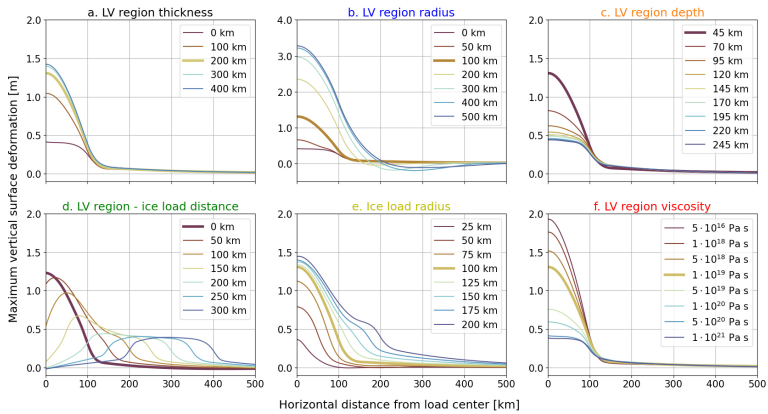 a. LV region thickness
b. LV region radius
c. LV region depth
2.0
1.5
1.0
0.5
0.0
0 km
100 km
200 km
300 km
400 km
4.0
3.0
2.0
1.0
0.0
0 km
50 km
100 km
200 km
300 km
400 km
500 km
2.0
1.5
1.0
0.5
0.0
45 km
70 km
95 km
120 km
145 km
170 km
195 km
220 km
245 km
Maximum vertical surface deformation [m]
d. LV region - ice load distance
e. Ice load radius
f. LV region viscosity
2.0
1.5
1.0
0.5
0.0
0 km
50 km
100 km
150 km
200 km
250 km
300 km
0 100 200 300 400 500
2.0
1.5
1.0
0.5
0.0
25 km
50 km
75 km
100 km
125 km
150 km
175 km
200 km
0 100 200 300 400 500
2.0
1.5
1.0
0.5
0.0
5·10¹⁶ Pa s
1·10¹⁸ Pa s
5·10¹⁸ Pa s
1·10¹⁹ Pa s
5·10¹⁹ Pa s
1·10²⁰ Pa s
5·10²⁰ Pa s
1·10²¹ Pa s
0 100 200 300 400 500
Horizontal distance from load center [km]